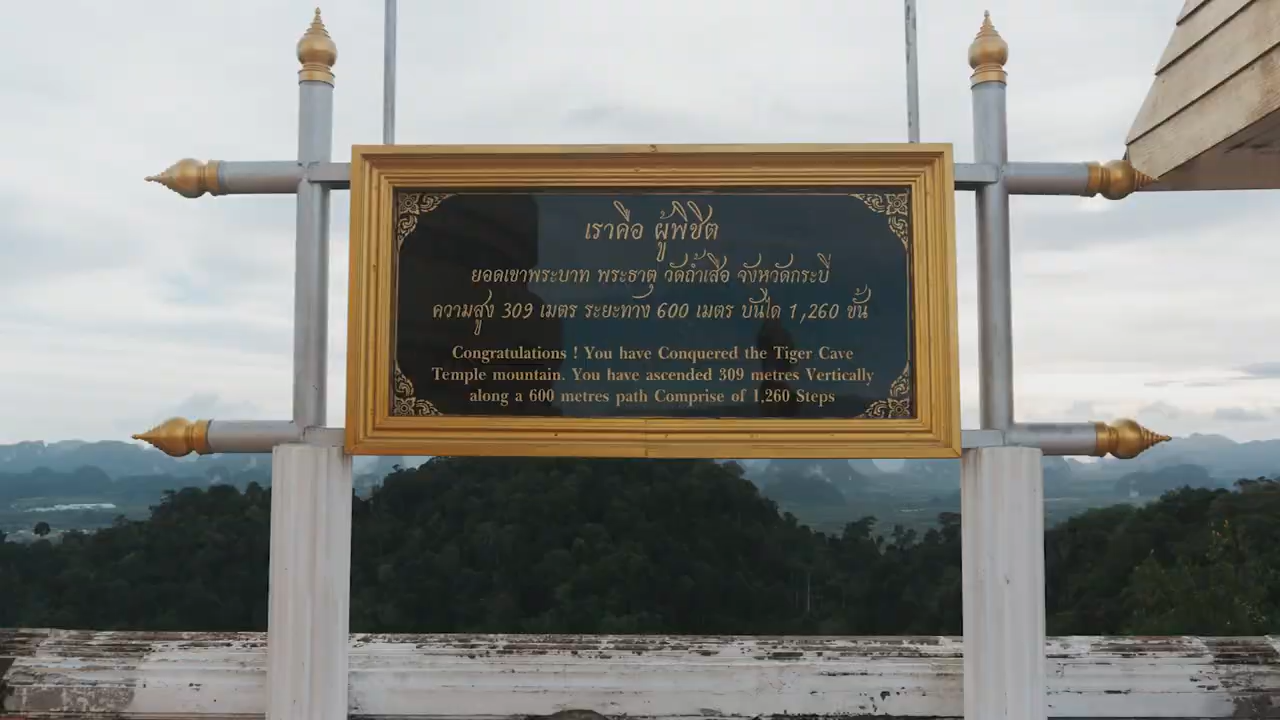 เราคือ ผู้พิชิต
ยอดเขาพระบาท พระธาตุ วัดถ้ำเสือ จังหวัดกระบี่
ความสูง 309 เมตร ระยะทาง 600 เมตร บันได 1,260 ขั้น
Congratulations ! You have Conquered the Tiger Cave
Temple mountain. You have ascended 309 metres Vertically
along a 600 metres path Comprise of 1,260 Steps